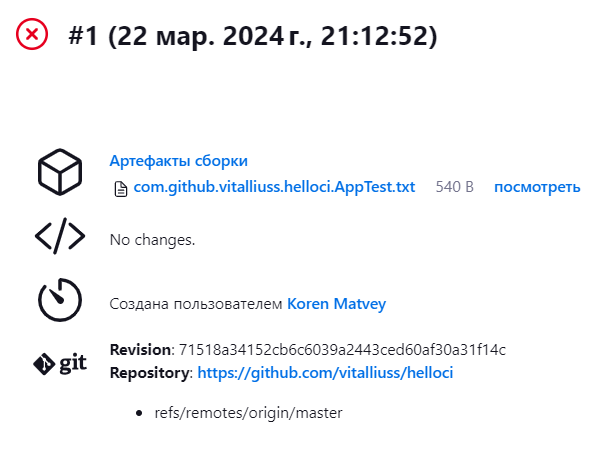 #1 (22 мар. 2024 г., 21:12:52)
Артефакты сборки
com.github.vitalliuss.helloci.AppTest.txt 540 B посмотреть
No changes.
Создана пользователем Koren Matvey
git
Revision: 71518a34152cb6c6039a2443ced60af30a31f14c
Repository: https://github.com/vitalliuss/helloci
• refs/remotes/origin/master